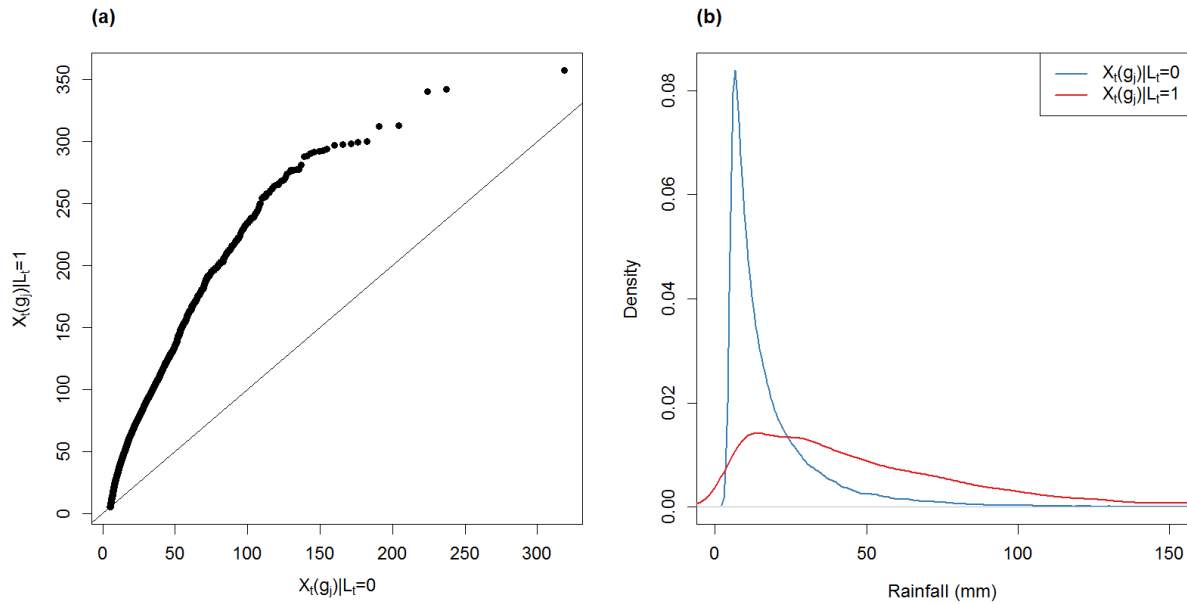 (a)
350
300
250
200
150
100
50
0
X_t(g_j)|L_t=1
0 50 100 150 200 250 300
X_t(g_j)|L_t=0
(b)
0.08
0.06
0.04
0.02
0.00
Density
X_t(g_j)|L_t=0
X_t(g_j)|L_t=1
0 50 100 150
Rainfall (mm)